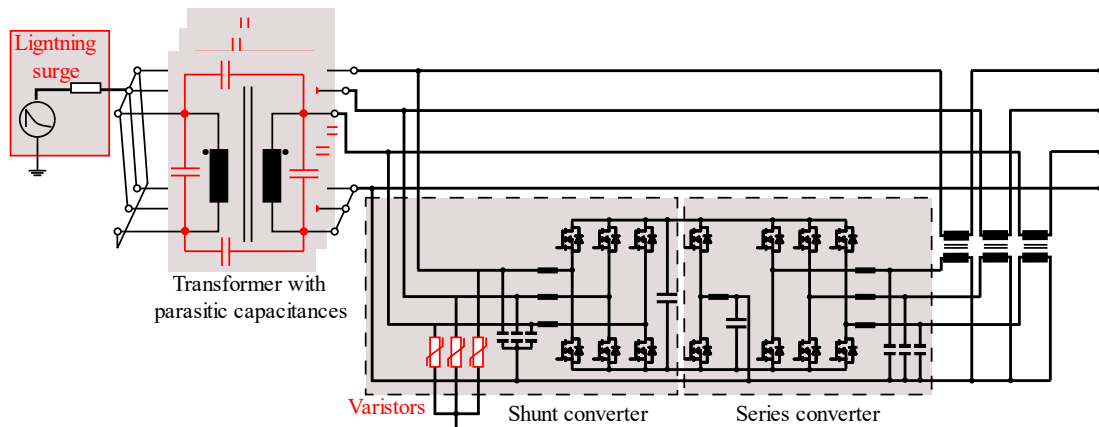 Ligntning
surge
Transformer with
parasitic capacitances
Varistors
Shunt converter
Series converter